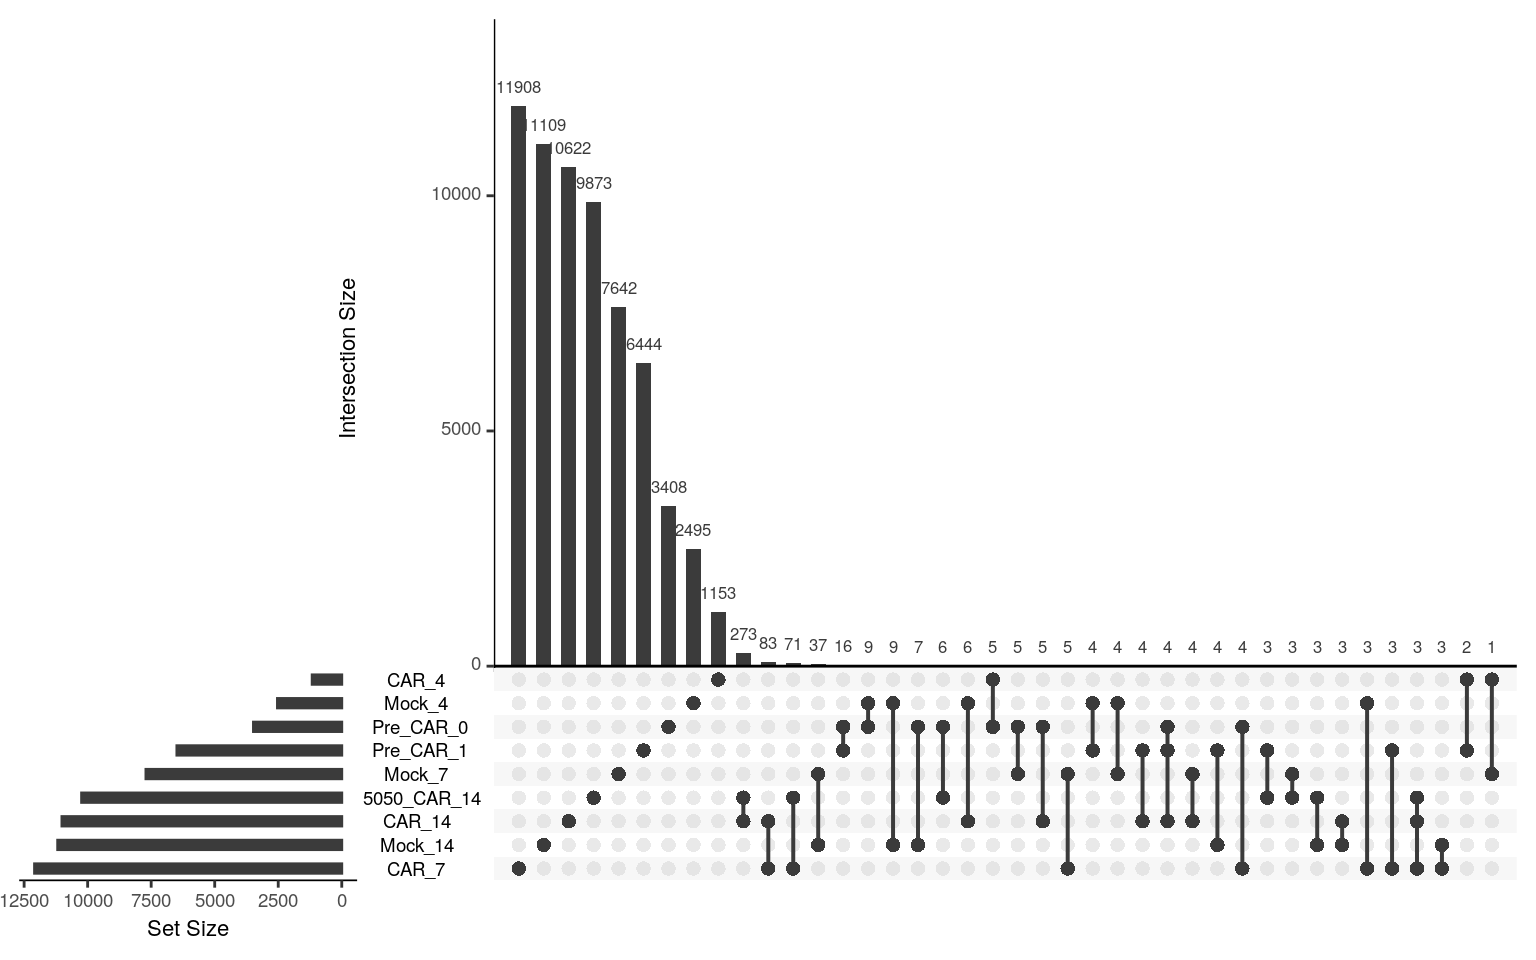 11908
11109
10622
9873
7642
6444
3408
2495
1153
273 83 71 37 16 9 9 7 6 6 5 5 5 5 4 4 4 4 4 4 4 3 3 3 3 3 3 3 3 2 1
10000
5000
0
Intersection Size
CAR_4
Mock_4
Pre_CAR_0
Pre_CAR_1
Mock_7
5050_CAR_14
CAR_14
Mock_14
CAR_7
12500 10000 7500 5000 2500 0
Set Size